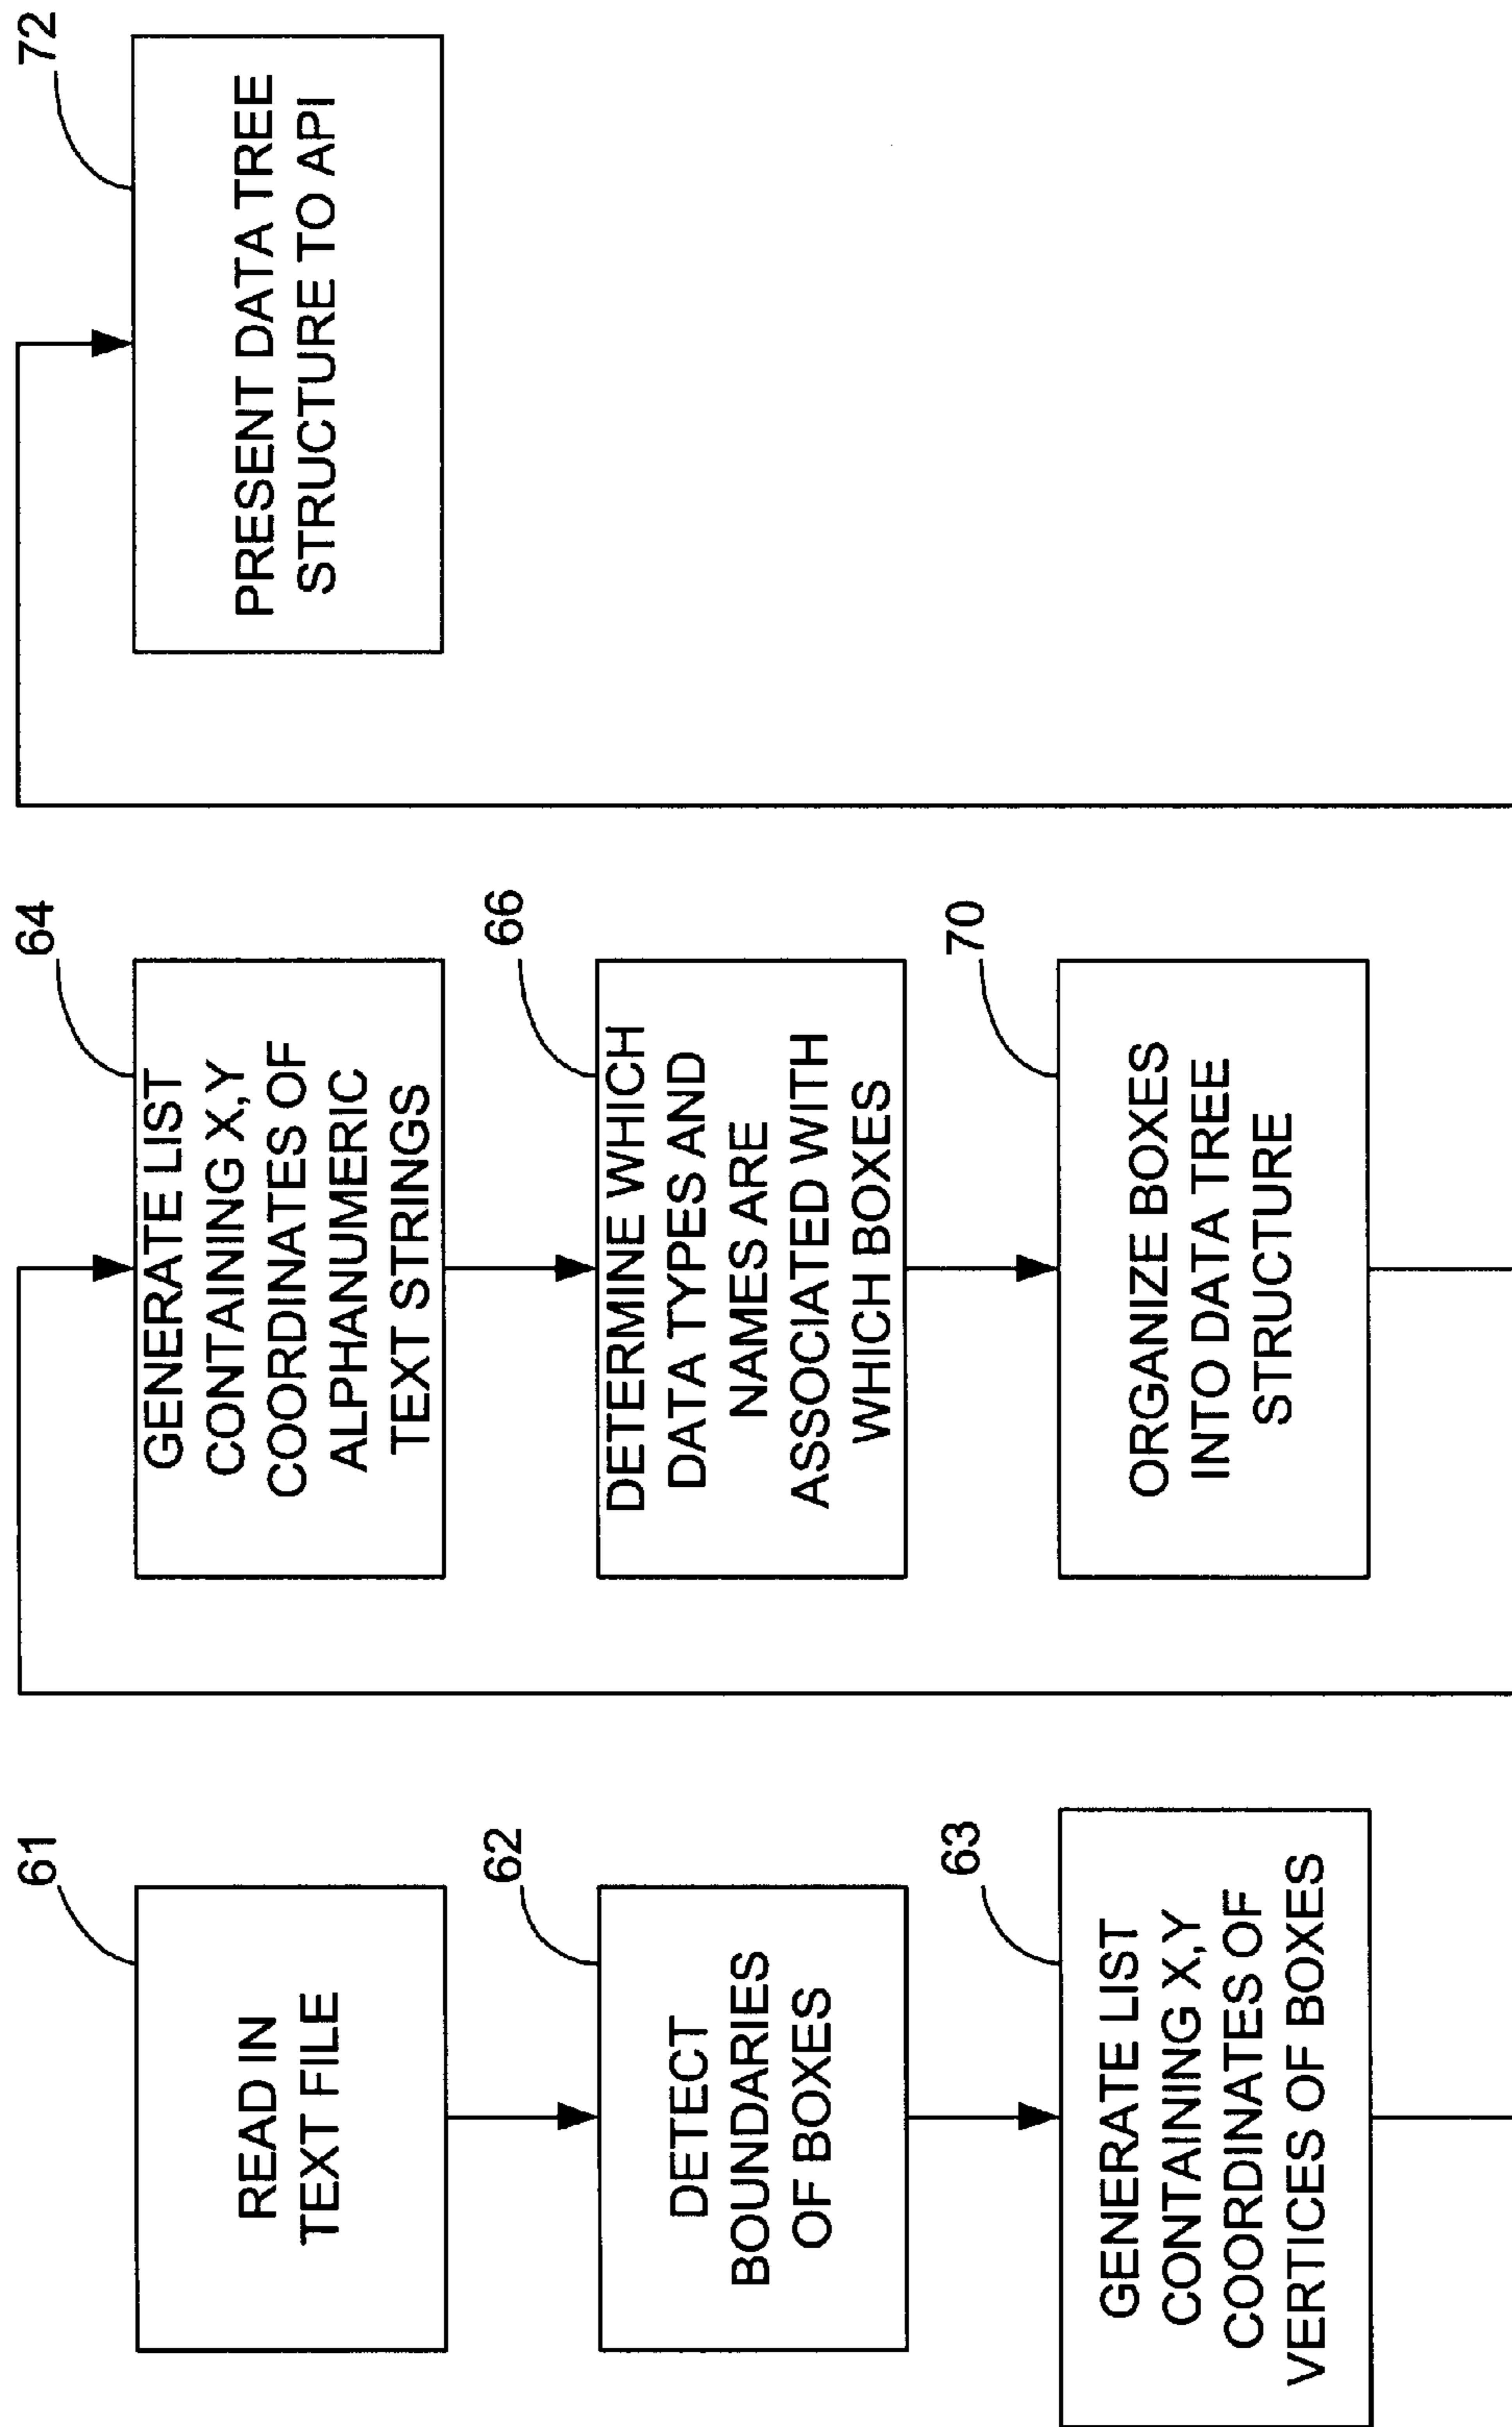 61
READ IN
TEXT FILE
62
DETECT
BOUNDARIES
OF BOXES
63
GENERATE LIST
CONTAINING X,Y
COORDINATES OF
VERTICES OF BOXES
64
GENERATE LIST
CONTAINING X,Y
COORDINATES OF
ALPHANUMERIC
TEXT STRINGS
66
DETERMINE WHICH
DATA TYPES AND
NAMES ARE
ASSOCIATED WITH
WHICH BOXES
70
ORGANIZE BOXES
INTO DATA TREE
STRUCTURE
72
PRESENT DATA TREE
STRUCTURE TO API